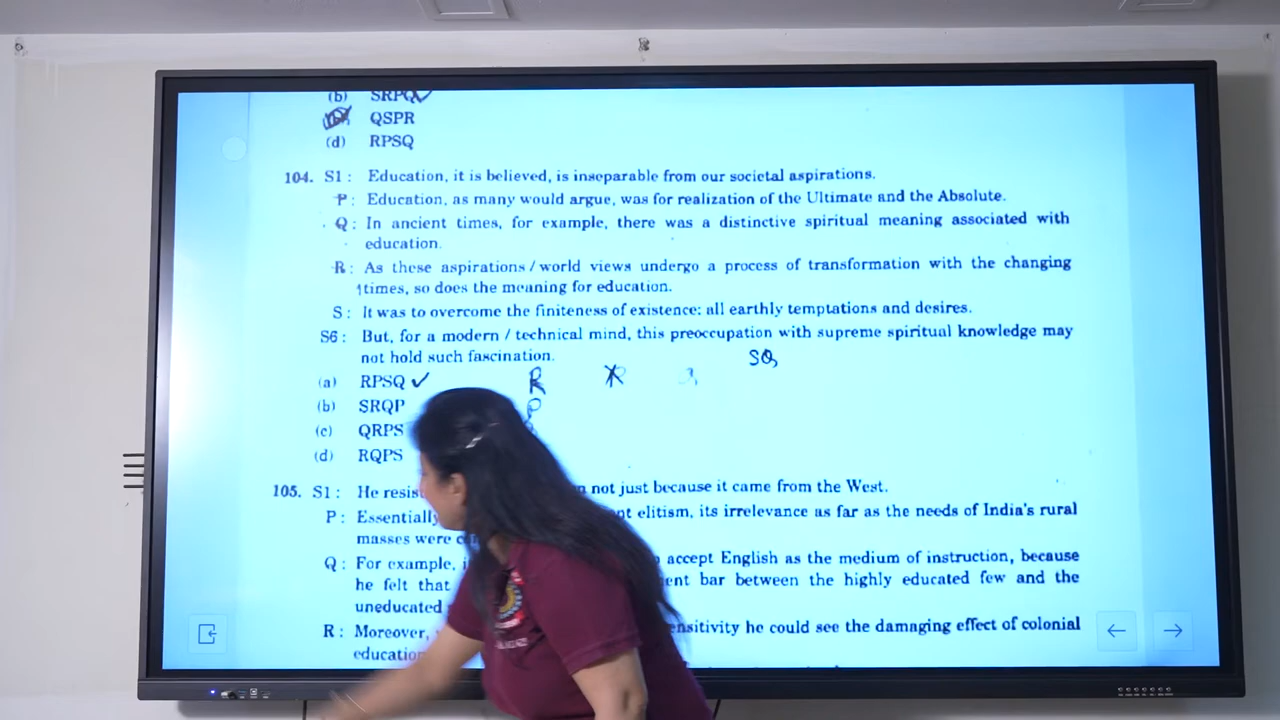 (b) SRPQ
QSPR
(d) RPSQ
104. S1 : Education, it is believed, is inseparable from our societal aspirations.
P : Education, as many would argue, was for realization of the Ultimate and the Absolute.
Q : In ancient times, for example, there was a distinctive spiritual meaning associated with
education.
R : As these aspirations / world views undergo a process of transformation with the changing
times, so does the meaning for education.
S : It was to overcome the finiteness of existence: all earthly temptations and desires.
S6 : But, for a modern / technical mind, this preoccupation with supreme spiritual knowledge may
not hold such fascination.
SQ
(a) RPSQ
(b) SRQP
(c) QRPS
(d) RQPS
105. S1 : He resis n not just because it came from the West.
P : Essentially elitism, its irrelevance as far as the needs of India's rural
masses were
Q : For example, accept English as the medium of instruction, because
he felt that bar between the highly educated few and the
uneducated
R : Moreover, he could see the damaging effect of colonial
education